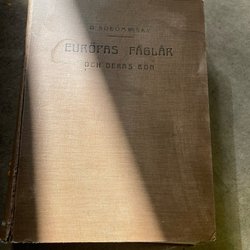 EUROPAS FÅGLAR
OCH DERAS BON